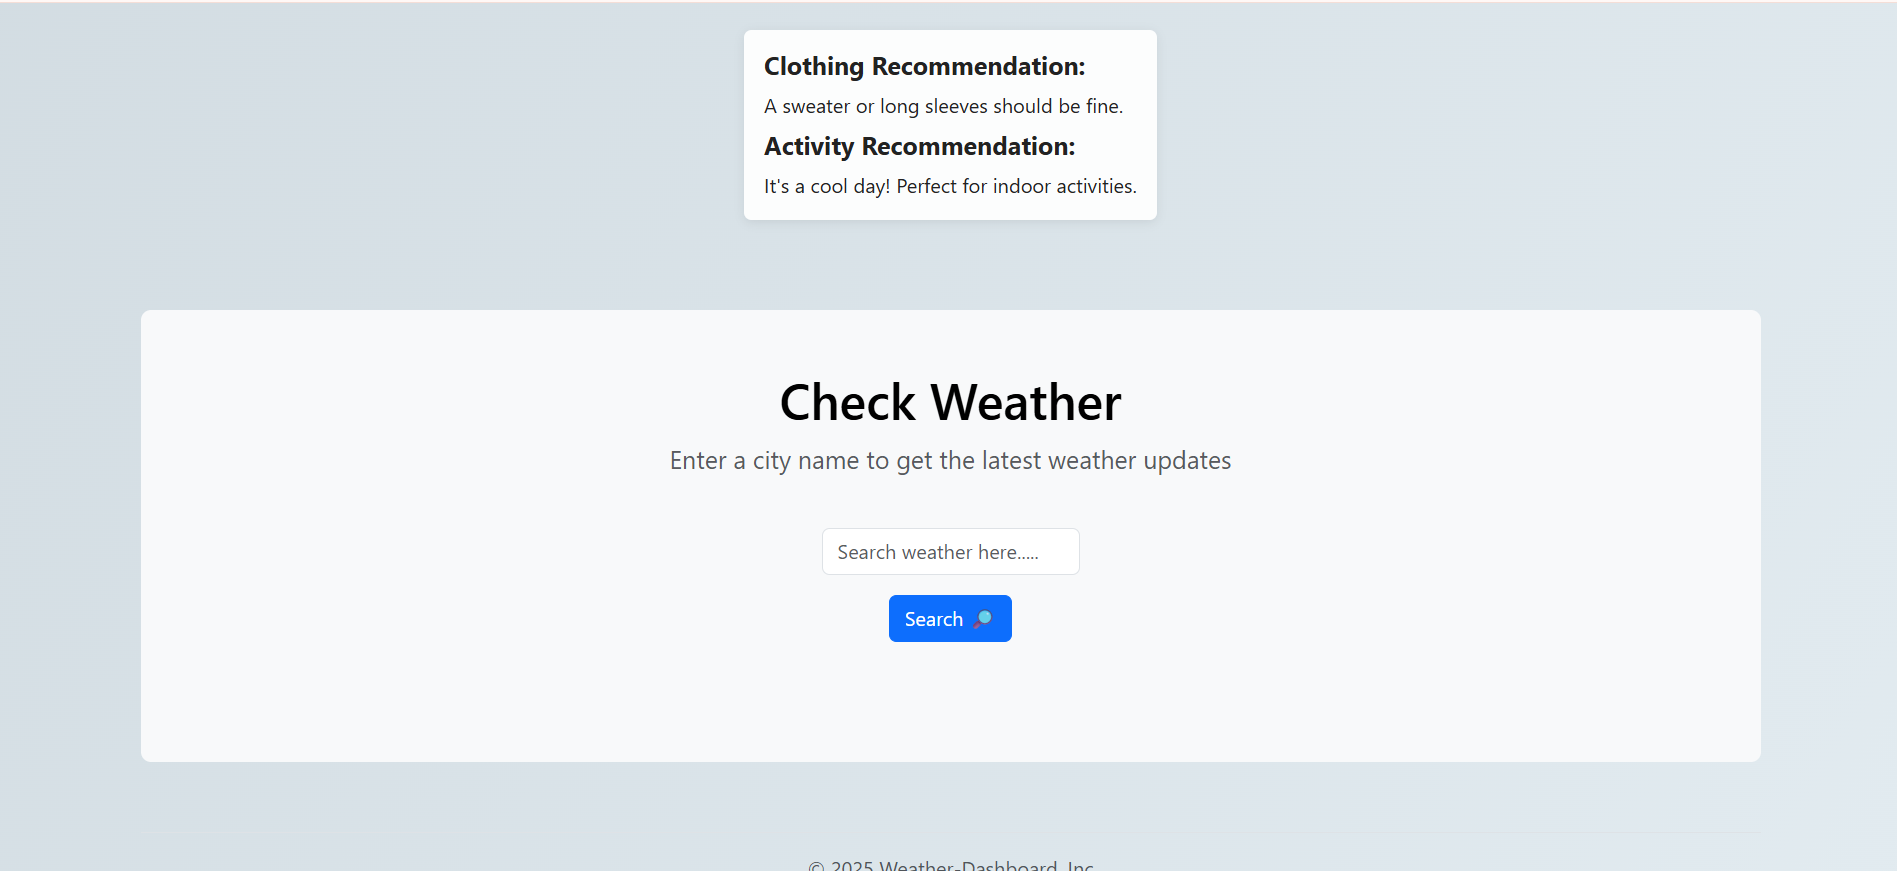 Clothing Recommendation:
A sweater or long sleeves should be fine.
Activity Recommendation:
It's a cool day! Perfect for indoor activities.
Check Weather
Enter a city name to get the latest weather updates
Search weather here.....
Search 🔎
© 2025 Weather-Dashboard, Inc